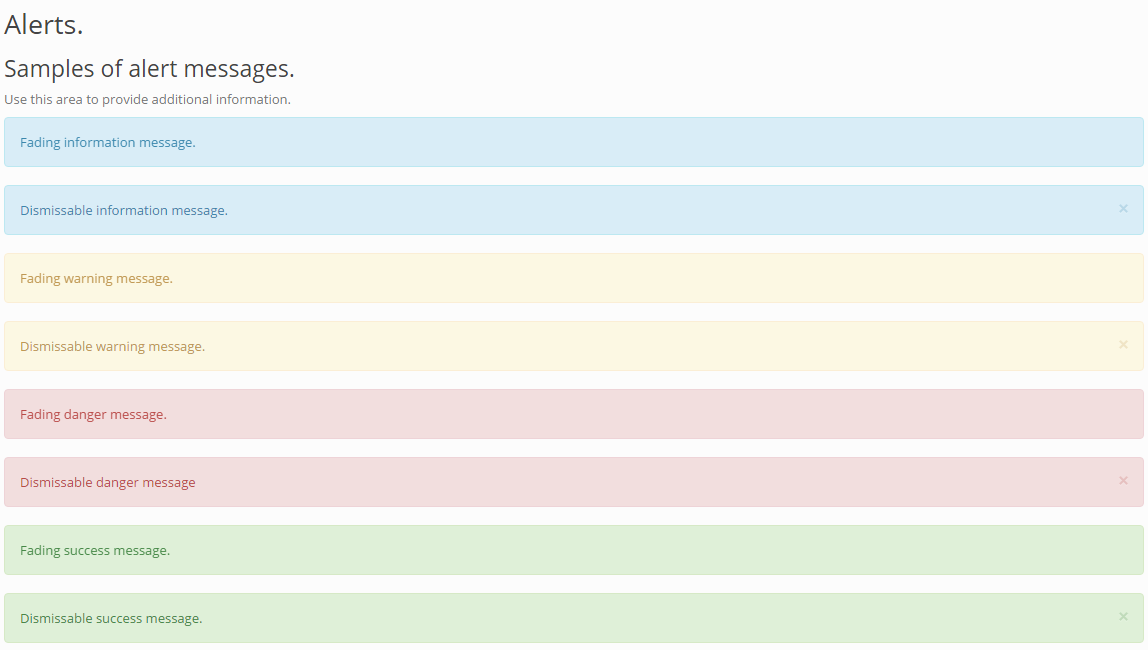 Alerts.
Samples of alert messages.
Use this area to provide additional information.
Fading information message.
Dismissable information message. ×
Fading warning message.
Dismissable warning message. ×
Fading danger message.
Dismissable danger message ×
Fading success message.
Dismissable success message. ×